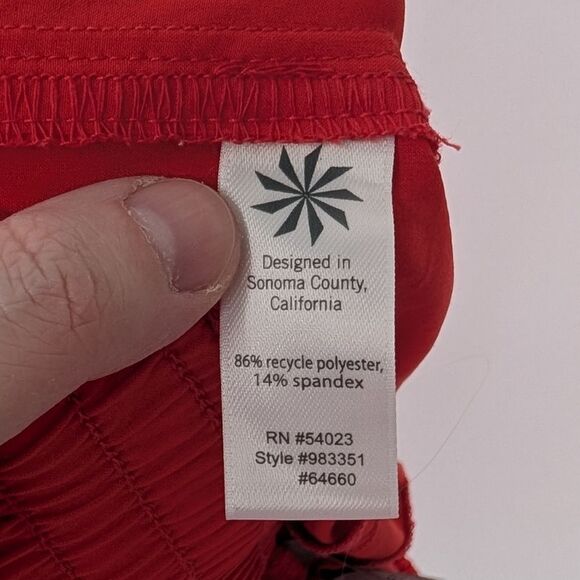 Designed in
Sonoma County,
California
86% recycle polyester,
14% spandex
RN #54023
Style #983351
#64660